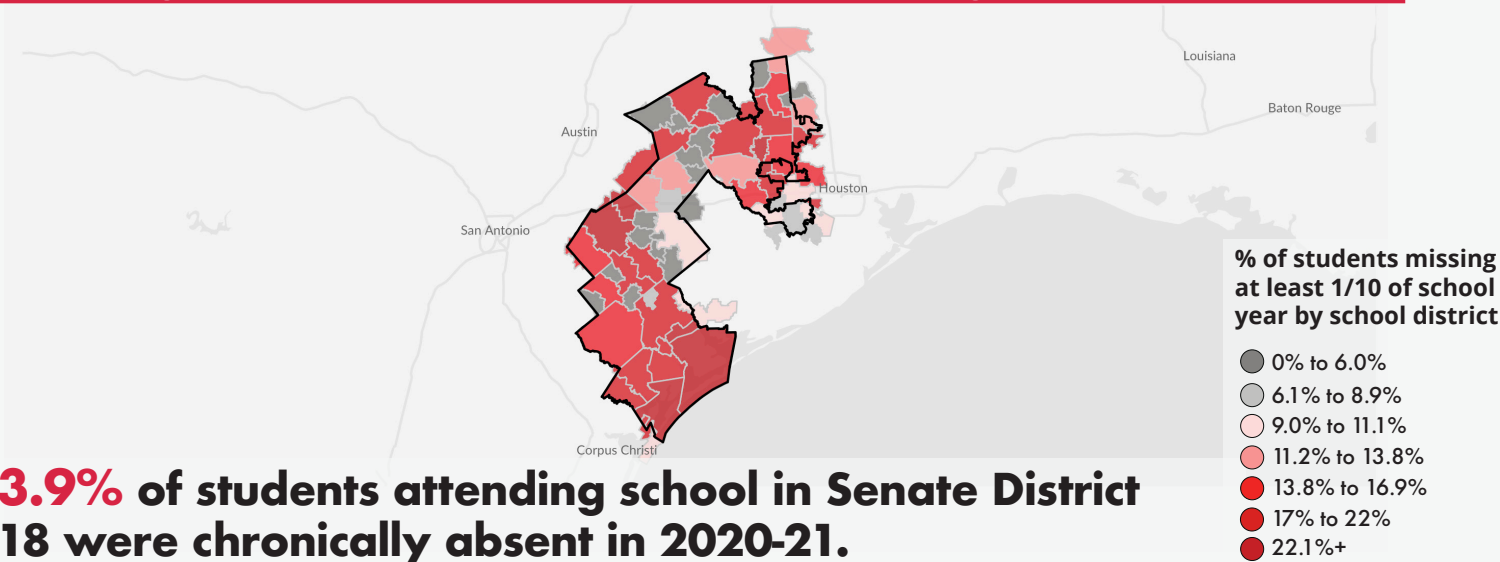 Louisiana
Baton Rouge
Austin
Houston
San Antonio
Corpus Christi
% of students missing
at least 1/10 of school
year by school district
0% to 6.0%
6.1% to 8.9%
9.0% to 11.1%
11.2% to 13.8%
13.8% to 16.9%
17% to 22%
22.1%+
3.9% of students attending school in Senate District
18 were chronically absent in 2020-21.